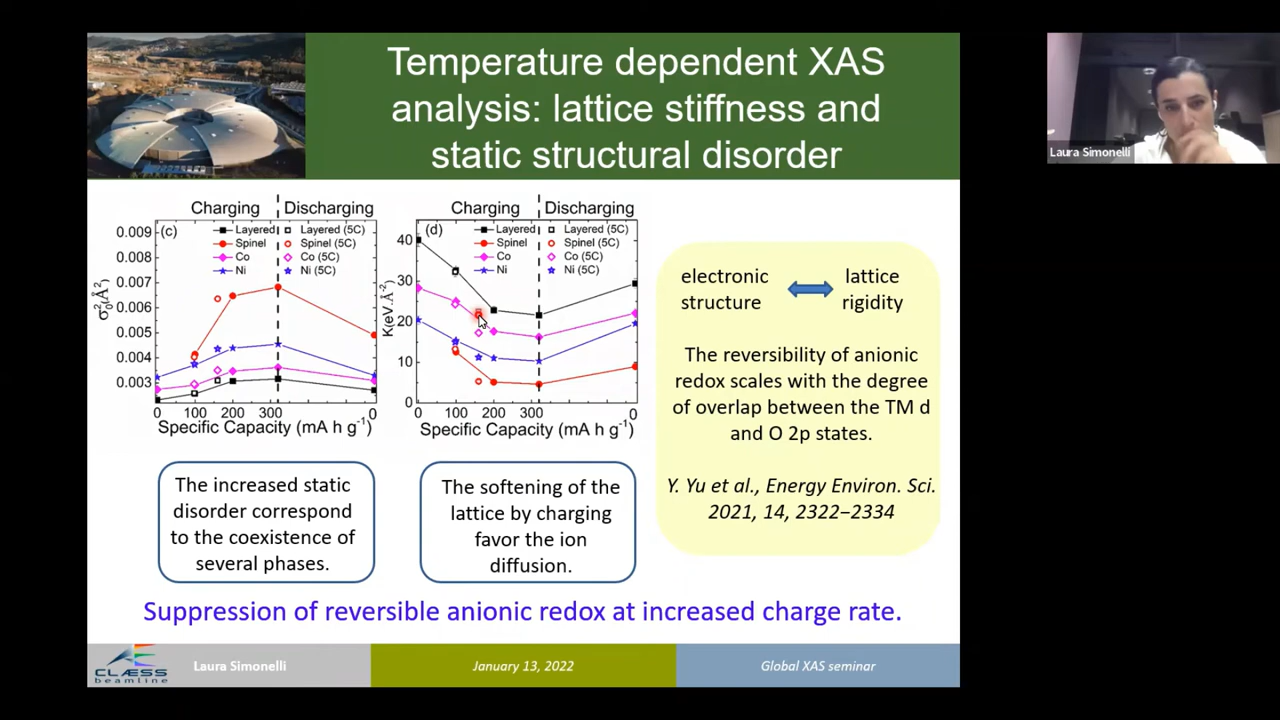 Temperature dependent XAS
analysis: lattice stiffness and
static structural disorder
Laura Simonelli
Charging Discharging
(c)
Layered Layered (5C)
Spinel Spinel (5C)
Co Co (5C)
Ni Ni (5C)
0.009
0.008
0.007
0.006
0.005
0.004
0.003
σ₀²(Å²)
0 100 200 300 0
Specific Capacity (mA h g⁻¹)
Charging Discharging
(d)
Layered Layered (5C)
Spinel Spinel (5C)
Co Co (5C)
Ni Ni (5C)
40
30
20
10
0
K(eV.Å⁻²)
0 100 200 300 0
Specific Capacity (mA h g⁻¹)
electronic
structure
lattice
rigidity
The reversibility of anionic
redox scales with the degree
of overlap between the TM d
and O 2p states.
Y. Yu et al., Energy Environ. Sci.
2021, 14, 2322−2334
The increased static
disorder correspond
to the coexistence of
several phases.
The softening of the
lattice by charging
favor the ion
diffusion.
Suppression of reversible anionic redox at increased charge rate.
CLÆSS
beamline
Laura Simonelli
January 13, 2022
Global XAS seminar